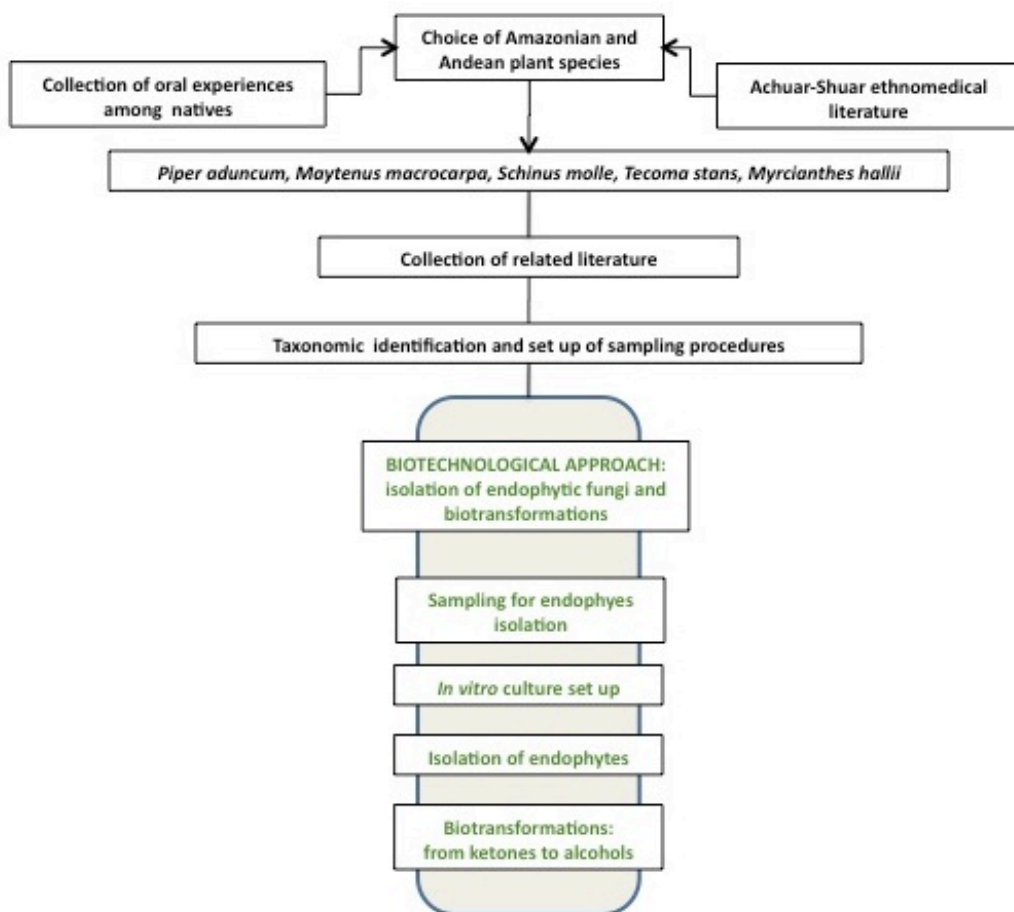 Choice of Amazonian and
Andean plant species
Collection of oral experiences
among natives
Achuar-Shuar ethnomedical
literature
Piper aduncum, Maytenus macrocarpa, Schinus molle, Tecoma stans, Myrcianthes hallii
Collection of related literature
Taxonomic identification and set up of sampling procedures
BIOTECHNOLOGICAL APPROACH:
isolation of endophytic fungi and
biotransformations
Sampling for endophyes
isolation
In vitro culture set up
Isolation of endophytes
Biotransformations:
from ketones to alcohols